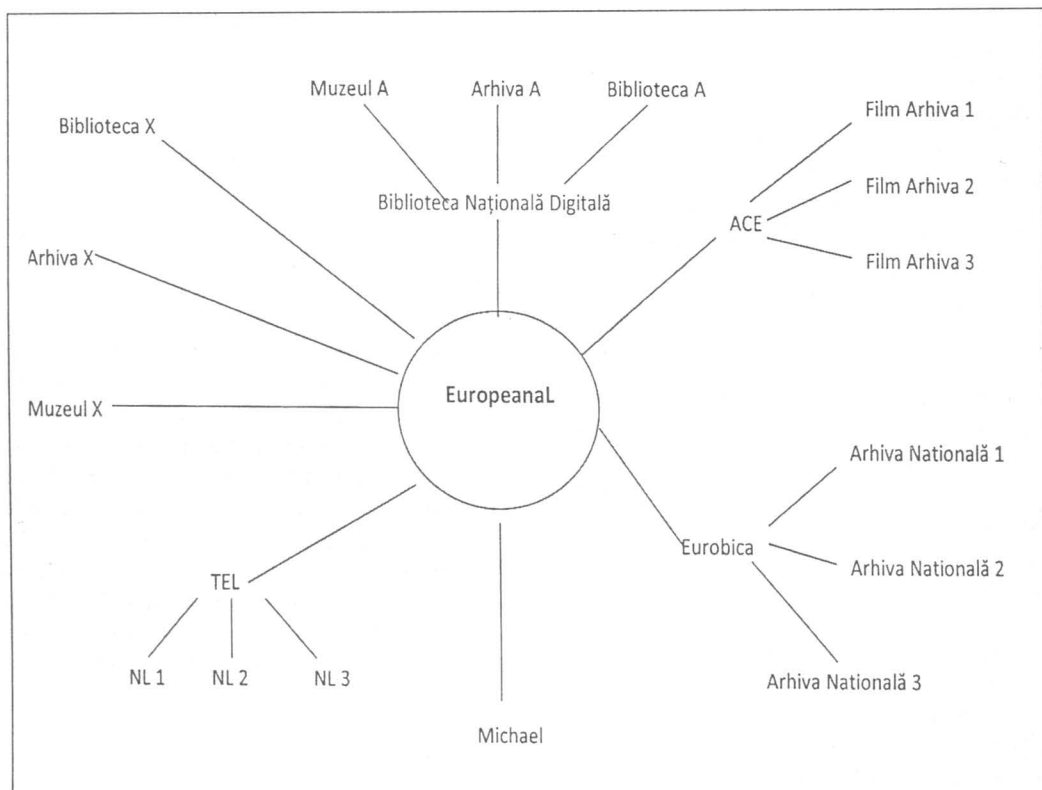 Muzeul A
Arhiva A
Biblioteca A
Film Arhiva 1
Biblioteca X
Film Arhiva 2
Biblioteca Națională Digitală
ACE
Arhiva X
Film Arhiva 3
EuropeanaL
Muzeul X
Arhiva Natională 1
Eurobica
Arhiva Natională 2
TEL
NL 1
NL 2
NL 3
Arhiva Natională 3
Michael